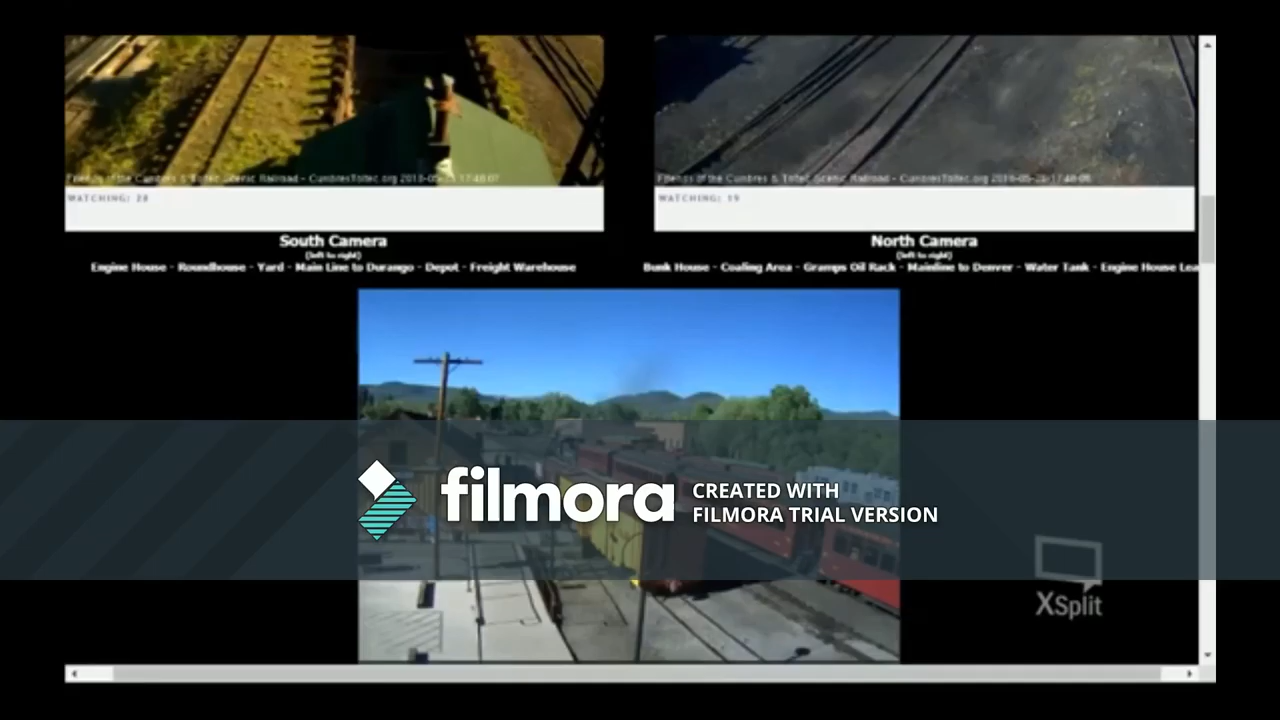 Friends of the Cumbres & Toltec Scenic Railroad - CumbresToltec.org
Friends of the Cumbres & Toltec Scenic Railroad - CumbresToltec.org
WATCHING: 28
WATCHING: 19
South Camera
(left to right)
Engine House - Roundhouse - Yard - Main Line to Durango - Depot - Freight Warehouse
North Camera
(left to right)
Bunk House - Coaling Area - Gramps Oil Rack - Mainline to Denver - Water Tank - Engine House Lea
filmora
CREATED WITH
FILMORA TRIAL VERSION
XSplit